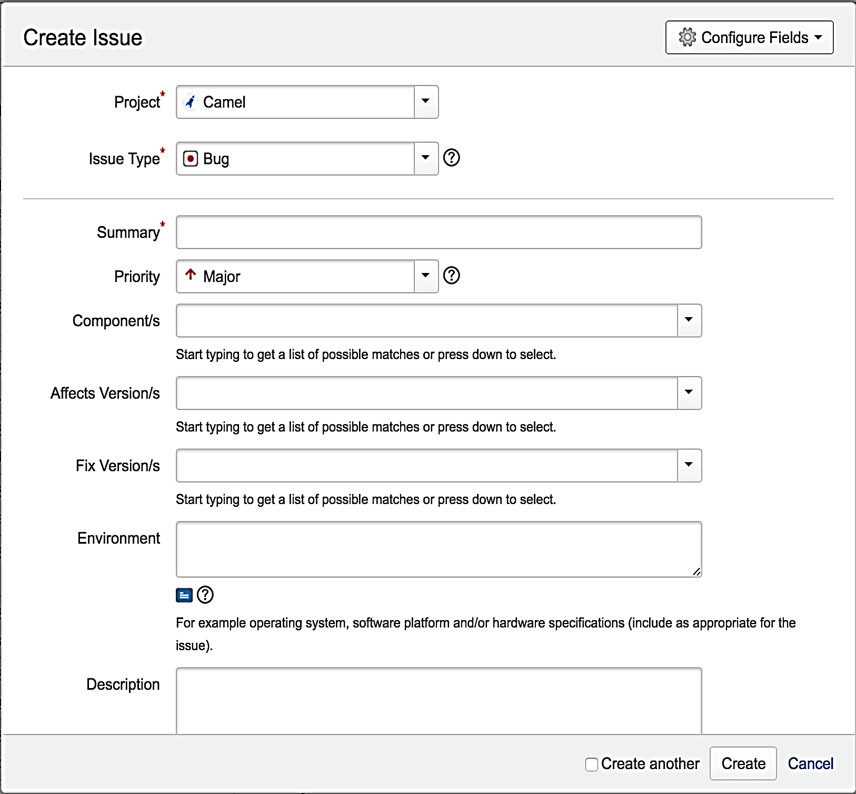 Create Issue
Configure Fields
Project*
Camel
Issue Type*
Bug
Summary*
Priority
Major
Component/s
Start typing to get a list of possible matches or press down to select.
Affects Version/s
Start typing to get a list of possible matches or press down to select.
Fix Version/s
Start typing to get a list of possible matches or press down to select.
Environment
For example operating system, software platform and/or hardware specifications (include as appropriate for the
issue).
Description
Create another
Create
Cancel